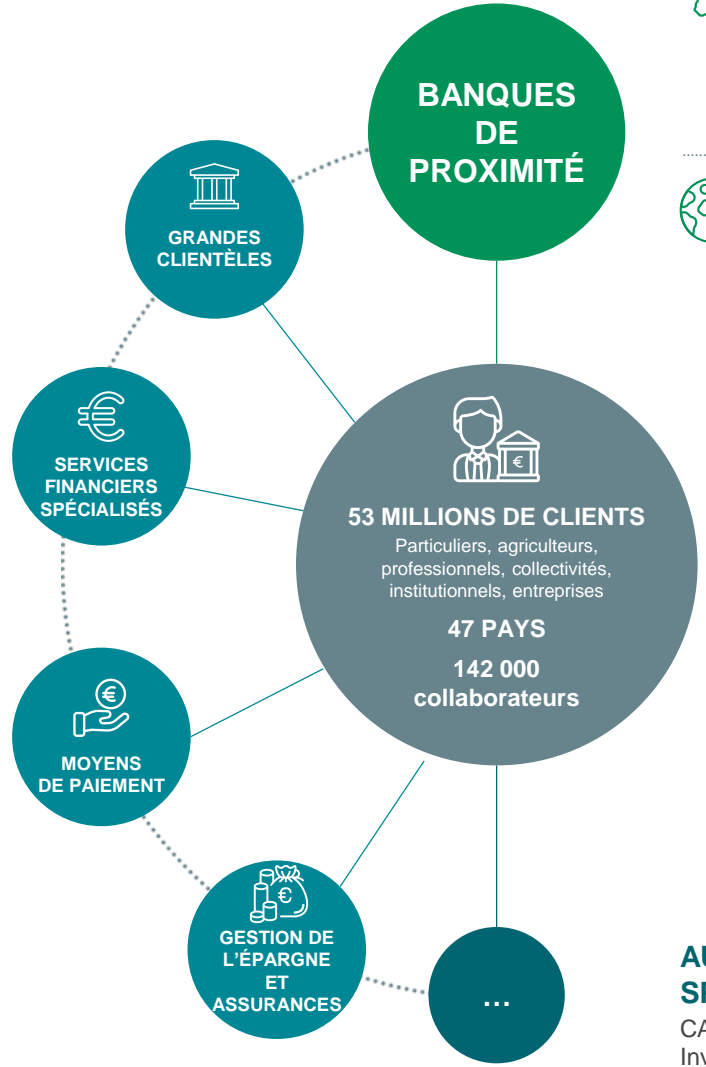 BANQUES
DE
PROXIMITÉ
GRANDES
CLIENTÈLES
SERVICES
FINANCIERS
SPÉCIALISÉS
53 MILLIONS DE CLIENTS
Particuliers, agriculteurs,
professionnels, collectivités,
institutionnels, entreprises
47 PAYS
142 000
collaborateurs
MOYENS
DE PAIEMENT
GESTION DE
L'ÉPARGNE
ET
ASSURANCES
...
CA